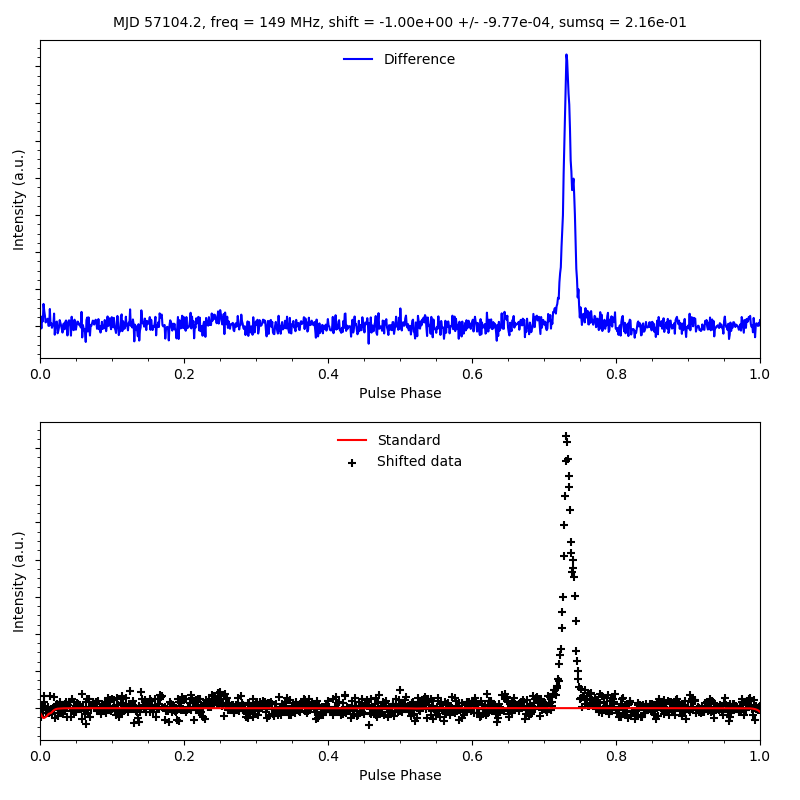 MJD 57104.2, freq = 149 MHz, shift = -1.00e+00 +/- -9.77e-04, sumsq = 2.16e-01
Difference
Intensity (a.u.)
0.0 0.2 0.4 0.6 0.8 1.0
Pulse Phase
Standard
Shifted data
Intensity (a.u.)
0.0 0.2 0.4 0.6 0.8 1.0
Pulse Phase